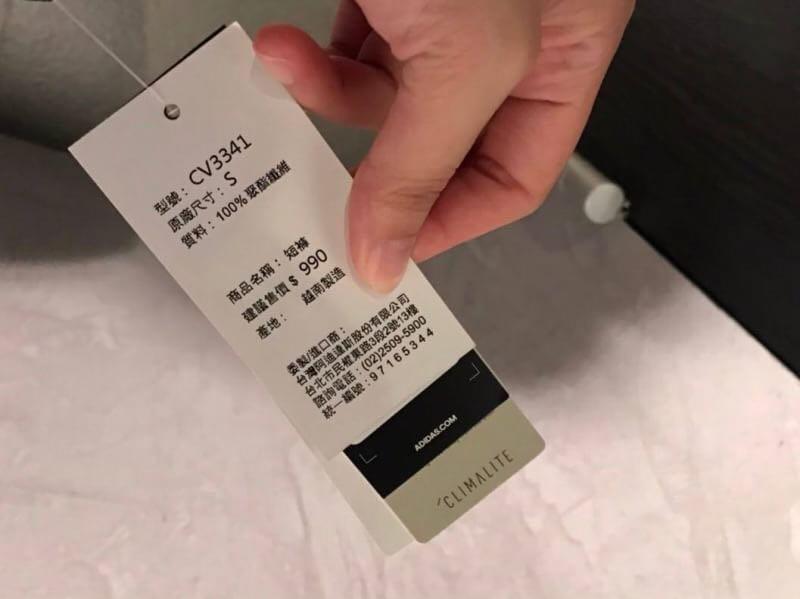 型號：CV3341
原廠尺寸：S
質料：100% 聚酯纖維
商品名稱：短褲
建議售價 $ 990
產地： 越南製造
委製/進口商：
台灣阿迪達斯股份有限公司
台北市民權東路3段2號13樓
諮詢電話：(02)2509-5900
統一編號：97165344
ADIDAS.COM
CLIMALITE